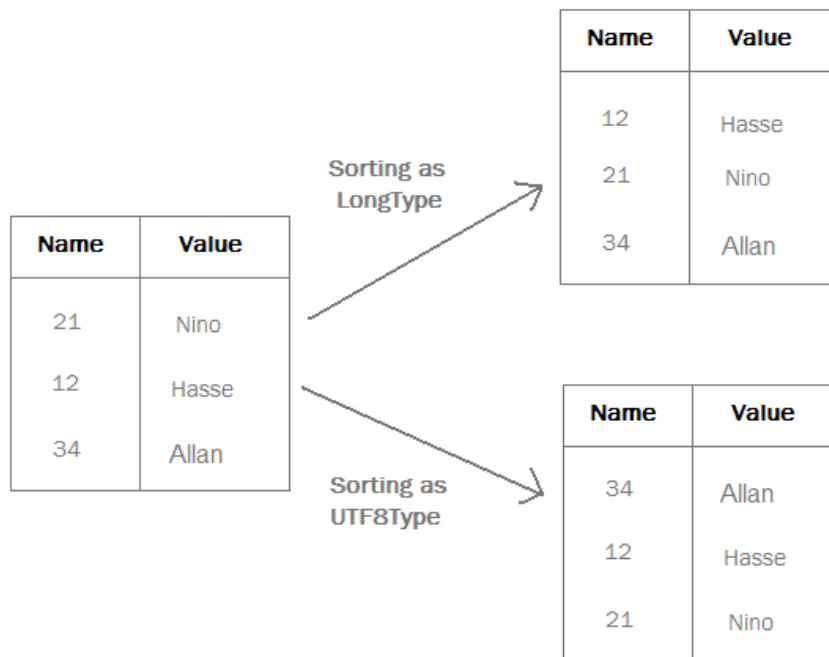 Name Value
12 Hasse
21 Nino
34 Allan
Sorting as
LongType
Name Value
21 Nino
12 Hasse
34 Allan
Sorting as
UTF8Type
Name Value
34 Allan
12 Hasse
21 Nino